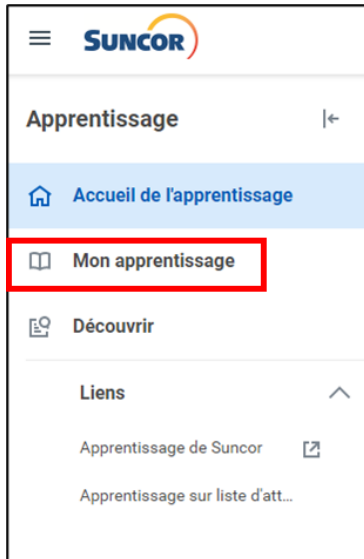 SUNCOR
Apprentissage
Accueil de l'apprentissage
Mon apprentissage
Découvrir
Liens
Apprentissage de Suncor
Apprentissage sur liste d'att...